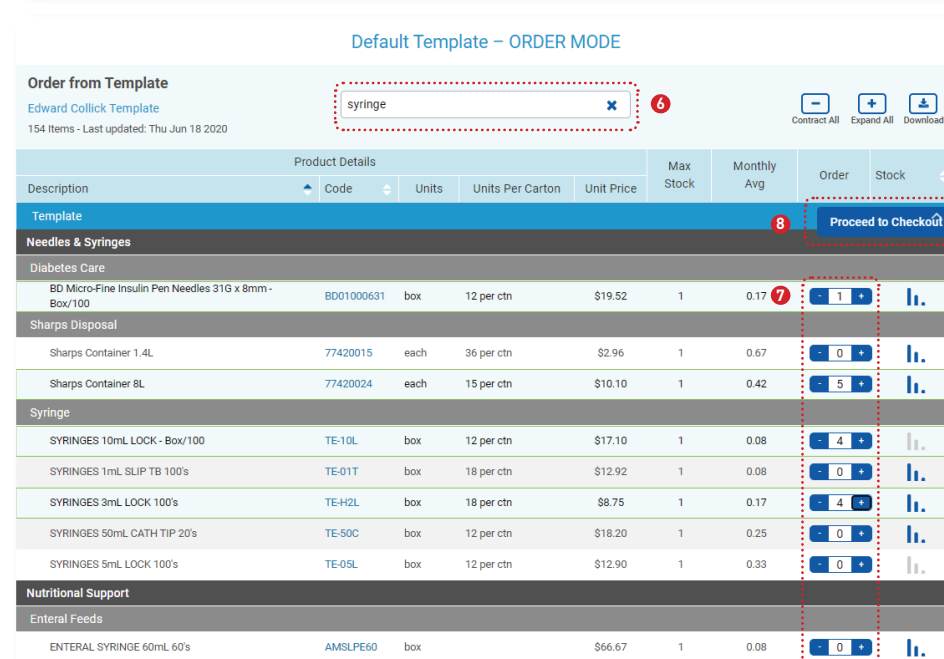 Default Template – ORDER MODE
Order from Template
Edward Collick Template
154 Items - Last updated: Thu Jun 18 2020
syringe
6
Contract All Expand All Download
Product Details
Max Stock Monthly Avg Order Stock
Description Code Units Units Per Carton Unit Price
Template
8 Proceed to Checkout
Needles & Syringes
Diabetes Care
BD Micro-Fine Insulin Pen Needles 31G x 8mm - Box/100 BD01000631 box 12 per ctn $19.52 1 0.17 7 - 1 +
Sharps Disposal
Sharps Container 1.4L 77420015 each 36 per ctn $2.96 1 0.67 - 0 +
Sharps Container 8L 77420024 each 15 per ctn $10.10 1 0.42 - 5 +
Syringe
SYRINGES 10mL LOCK - Box/100 TE-10L box 12 per ctn $17.10 1 0.08 - 4 +
SYRINGES 1mL SLIP TB 100's TE-01T box 18 per ctn $12.92 1 0.08 - 0 +
SYRINGES 3mL LOCK 100's TE-H2L box 18 per ctn $8.75 1 0.17 - 4 +
SYRINGES 50mL CATH TIP 20's TE-50C box 12 per ctn $18.20 1 0.25 - 0 +
SYRINGES 5mL LOCK 100's TE-05L box 12 per ctn $12.90 1 0.33 - 0 +
Nutritional Support
Enteral Feeds
ENTERAL SYRINGE 60mL 60's AMSLPE60 box $66.67 1 0.08 - 0 +